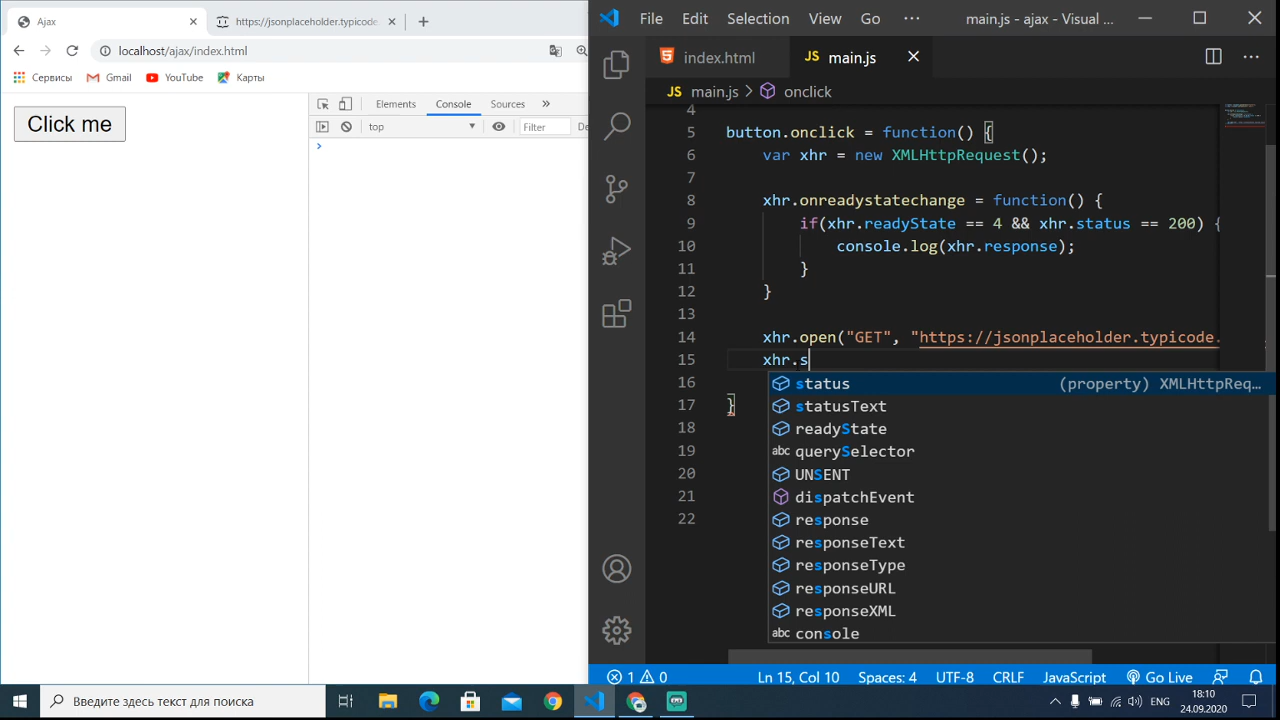 Ajax
https://jsonplaceholder.typicode.
localhost/ajax/index.html
Сервисы
Gmail
YouTube
Карты
Click me
Elements
Console
Sources
top
Filter
De
File
Edit
Selection
View
Go
main.js - ajax - Visual ...
index.html
JS main.js
JS main.js > onclick
4
5 button.onclick = function() {
6 var xhr = new XMLHttpRequest();
7
8 xhr.onreadystatechange = function() {
9 if(xhr.readyState == 4 && xhr.status == 200) {
10 console.log(xhr.response);
11 }
12 }
13
14 xhr.open("GET", "https://jsonplaceholder.typicode.
15 xhr.s
16
17 }
18
19
20
21
22
status (property) XMLHttpReq...
statusText
readyState
abc querySelector
UNSENT
dispatchEvent
response
responseText
responseType
responseURL
responseXML
abc console
1 0
Ln 15, Col 10
Spaces: 4
UTF-8
CRLF
JavaScript
Go Live
Введите здесь текст для поиска
ENG
18:10
24.09.2020